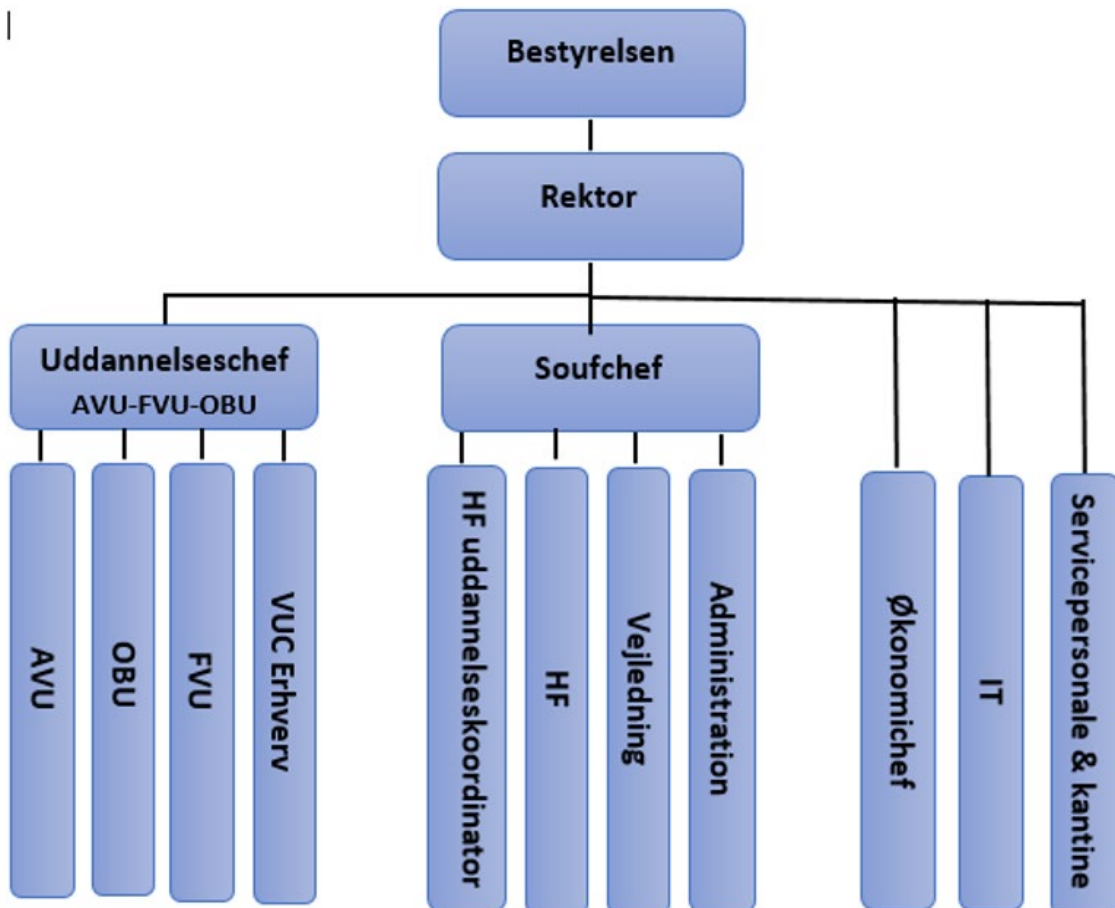 Bestyrelsen
Rektor
Uddannelseschef
AVU-FVU-OBU
Soufchef
AVU
OBU
FVU
VUC Erhverv
HF uddannelseskoordinator
HF
Vejledning
Administration
Økonomichef
IT
Servicepersonale & kantine